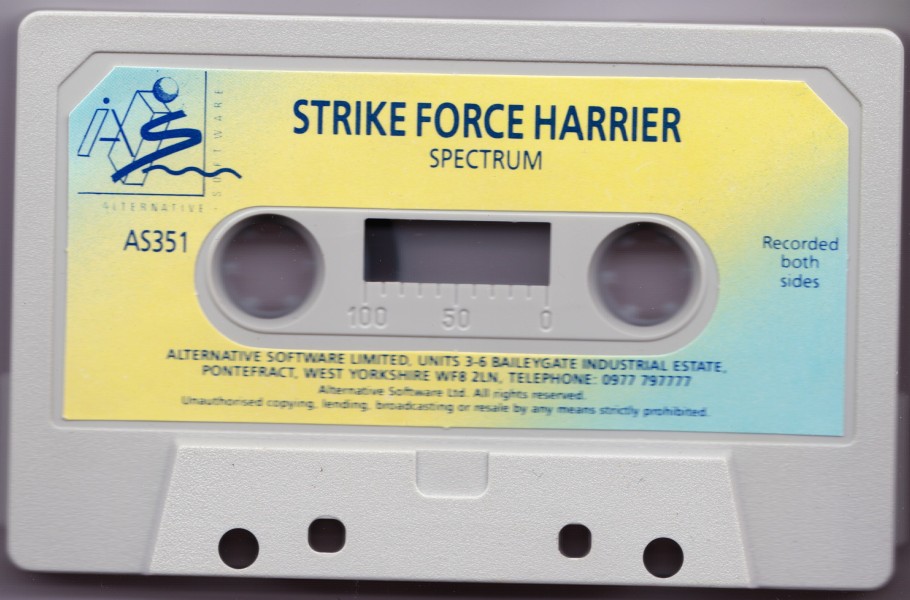 STRIKE FORCE HARRIER
SPECTRUM
SOFTWARE
ALTERNATIVE
AS351
Recorded
both
sides
100 50 0
ALTERNATIVE SOFTWARE LIMITED, UNITS 3-6 BAILEYGATE INDUSTRIAL ESTATE,
PONTEFRACT, WEST YORKSHIRE WF8 2LN, TELEPHONE: 0977 797777
Alternative Software Ltd. All rights reserved.
Unauthorised copying, lending, broadcasting or resale by any means strictly prohibited.